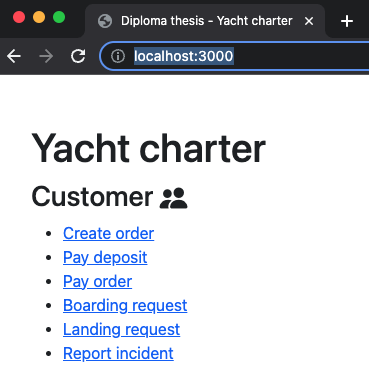 Diploma thesis - Yacht charter
localhost:3000
Yacht charter
Customer
Create order
Pay deposit
Pay order
Boarding request
Landing request
Report incident